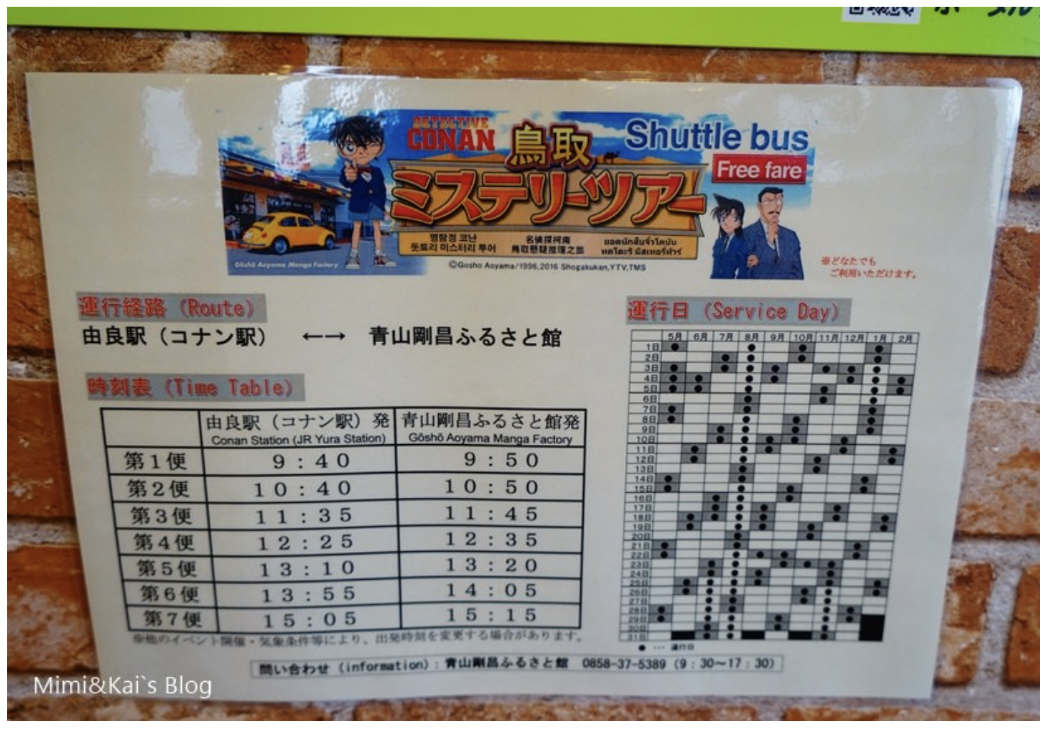 DETECTIVE
CONAN
鳥取
ミステリーツアー
Shuttle bus
Free fare
명탐정 코난
돗토리 미스터리 투어
名偵探柯南
鳥取懸疑推理之旅
ยอดนักสืบจิ๋วโคนัน
ทตโตะริ มิสเทอรี่ทัวร์
Gosho Aoyama Manga Factory
©Gosho Aoyama/1996,2016 Shogakukan,YTV,TMS
※どなたでも
ご利用いただけます。
運行経路 (Route)
由良駅（コナン駅） ←→ 青山剛昌ふるさと館
時刻表 (Time Table)
由良駅（コナン駅）発 青山剛昌ふるさと館発
Conan Station (JR Yura Station) Gōshō Aoyama Manga Factory
第1便 9:40 9:50
第2便 10:40 10:50
第3便 11:35 11:45
第4便 12:25 12:35
第5便 13:10 13:20
第6便 13:55 14:05
第7便 15:05 15:15
※他のイベント開催・気象条件等により、出発時刻を変更する場合があります。
運行日 (Service Day)
5月 6月 7月 8月 9月 10月 11月 12月 1月 2月
1日
2日
3日
4日
5日
6日
7日
8日
9日
10日
11日
12日
13日
14日
15日
16日
17日
18日
19日
20日
21日
22日
23日
24日
25日
26日
27日
28日
29日
30日
31日
● ･･･ 運行日
問い合わせ (information)：青山剛昌ふるさと館 0858-37-5389 (9：30～17：30)
Mimi&Kai`s Blog